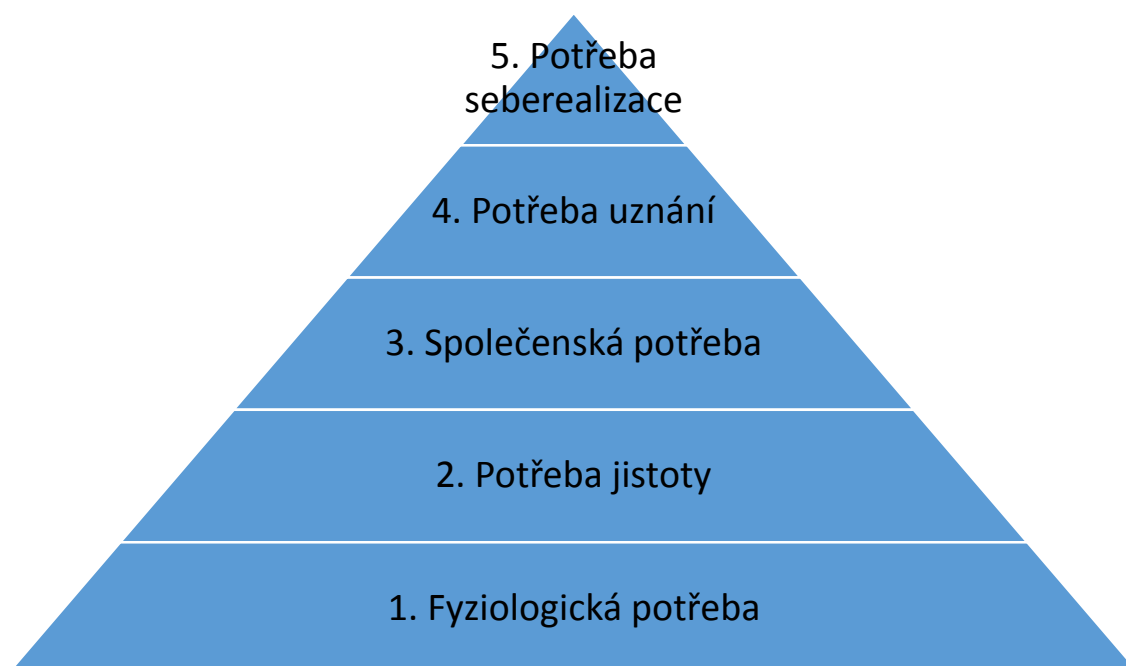 5. Potřeba
seberealizace
4. Potřeba uznání
3. Společenská potřeba
2. Potřeba jistoty
1. Fyziologická potřeba